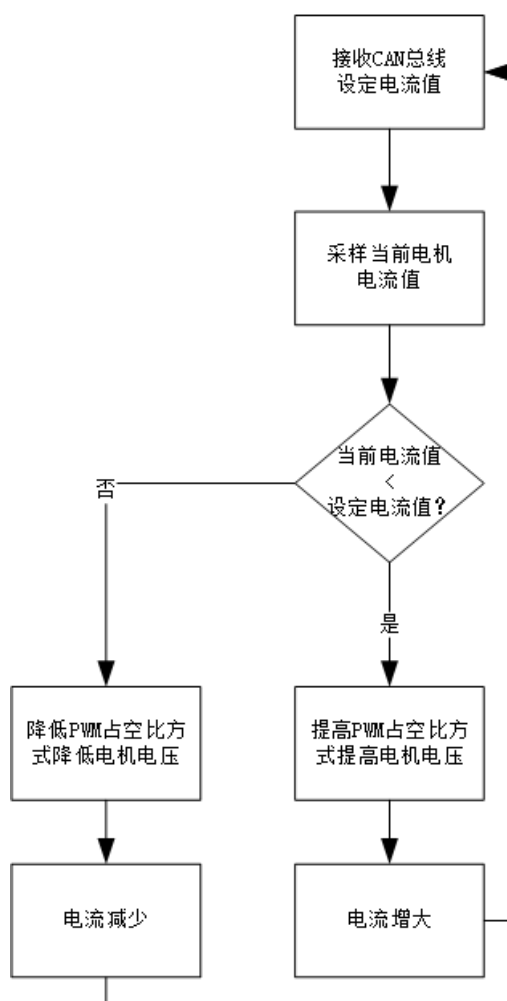 接收CAN总线
设定电流值
采样当前电机
电流值
当前电流值
<
设定电流值?
否
是
降低PWM占空比方
式降低电机电压
提高PWM占空比方
式提高电机电压
电流减少
电流增大